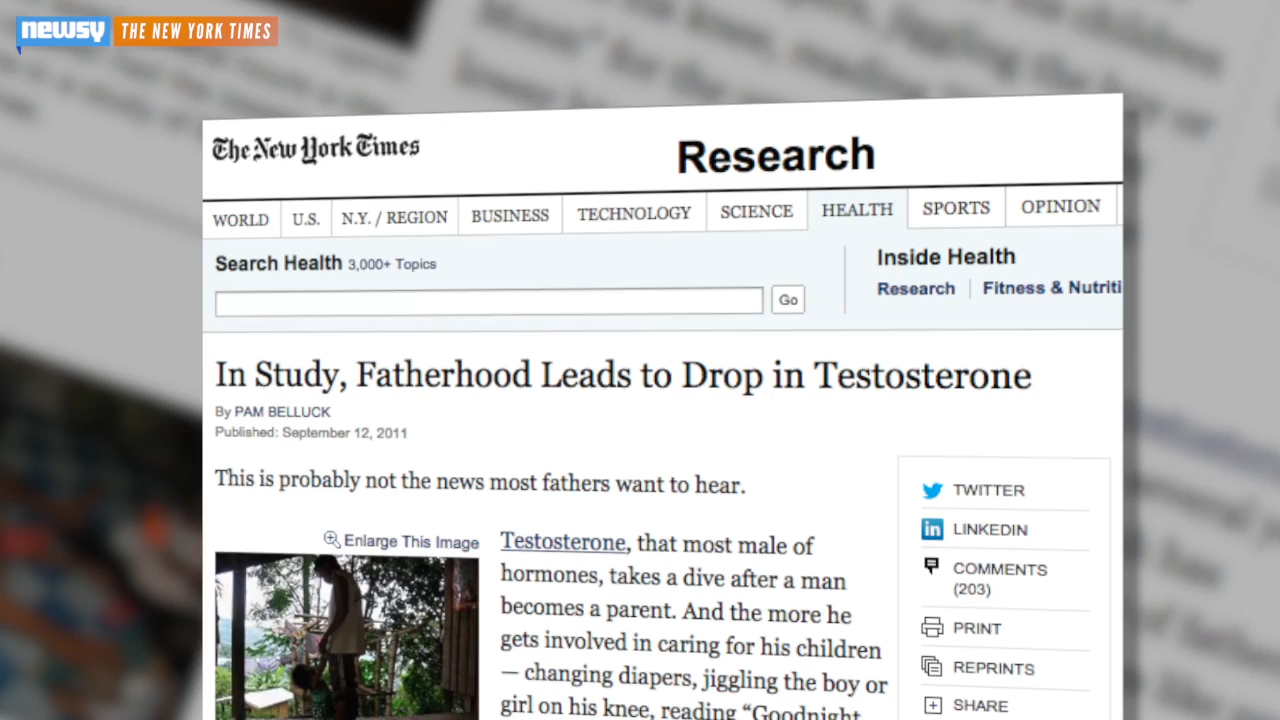 newsy THE NEW YORK TIMES
The New York Times
Research
WORLD U.S. N.Y. / REGION BUSINESS TECHNOLOGY SCIENCE HEALTH SPORTS OPINION
Search Health 3,000+ Topics
Go
Inside Health
Research Fitness & Nutriti
In Study, Fatherhood Leads to Drop in Testosterone
By PAM BELLUCK
Published: September 12, 2011
This is probably not the news most fathers want to hear.
Enlarge This Image
Testosterone, that most male of
hormones, takes a dive after a man
becomes a parent. And the more he
gets involved in caring for his children
— changing diapers, jiggling the boy or
girl on his knee, reading “Goodnight
TWITTER
LINKEDIN
COMMENTS
(203)
PRINT
REPRINTS
SHARE